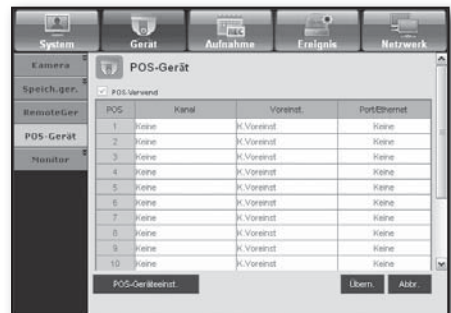 System Gerät Aufnahme Ereignis Netzwerk
Kamera
Speich.ger.
RemoteGer
POS-Gerät
Monitor
POS-Gerät
POS-Verwend
POS Kanal Voreinst. Port/Ethernet
1 Keine K.Voreinst Keine
2 Keine K.Voreinst Keine
3 Keine K.Voreinst Keine
4 Keine K.Voreinst Keine
5 Keine K.Voreinst Keine
6 Keine K.Voreinst Keine
7 Keine K.Voreinst Keine
8 Keine K.Voreinst Keine
9 Keine K.Voreinst Keine
10 Keine K.Voreinst Keine
POS-Geräteeinst. Übern. Abbr.